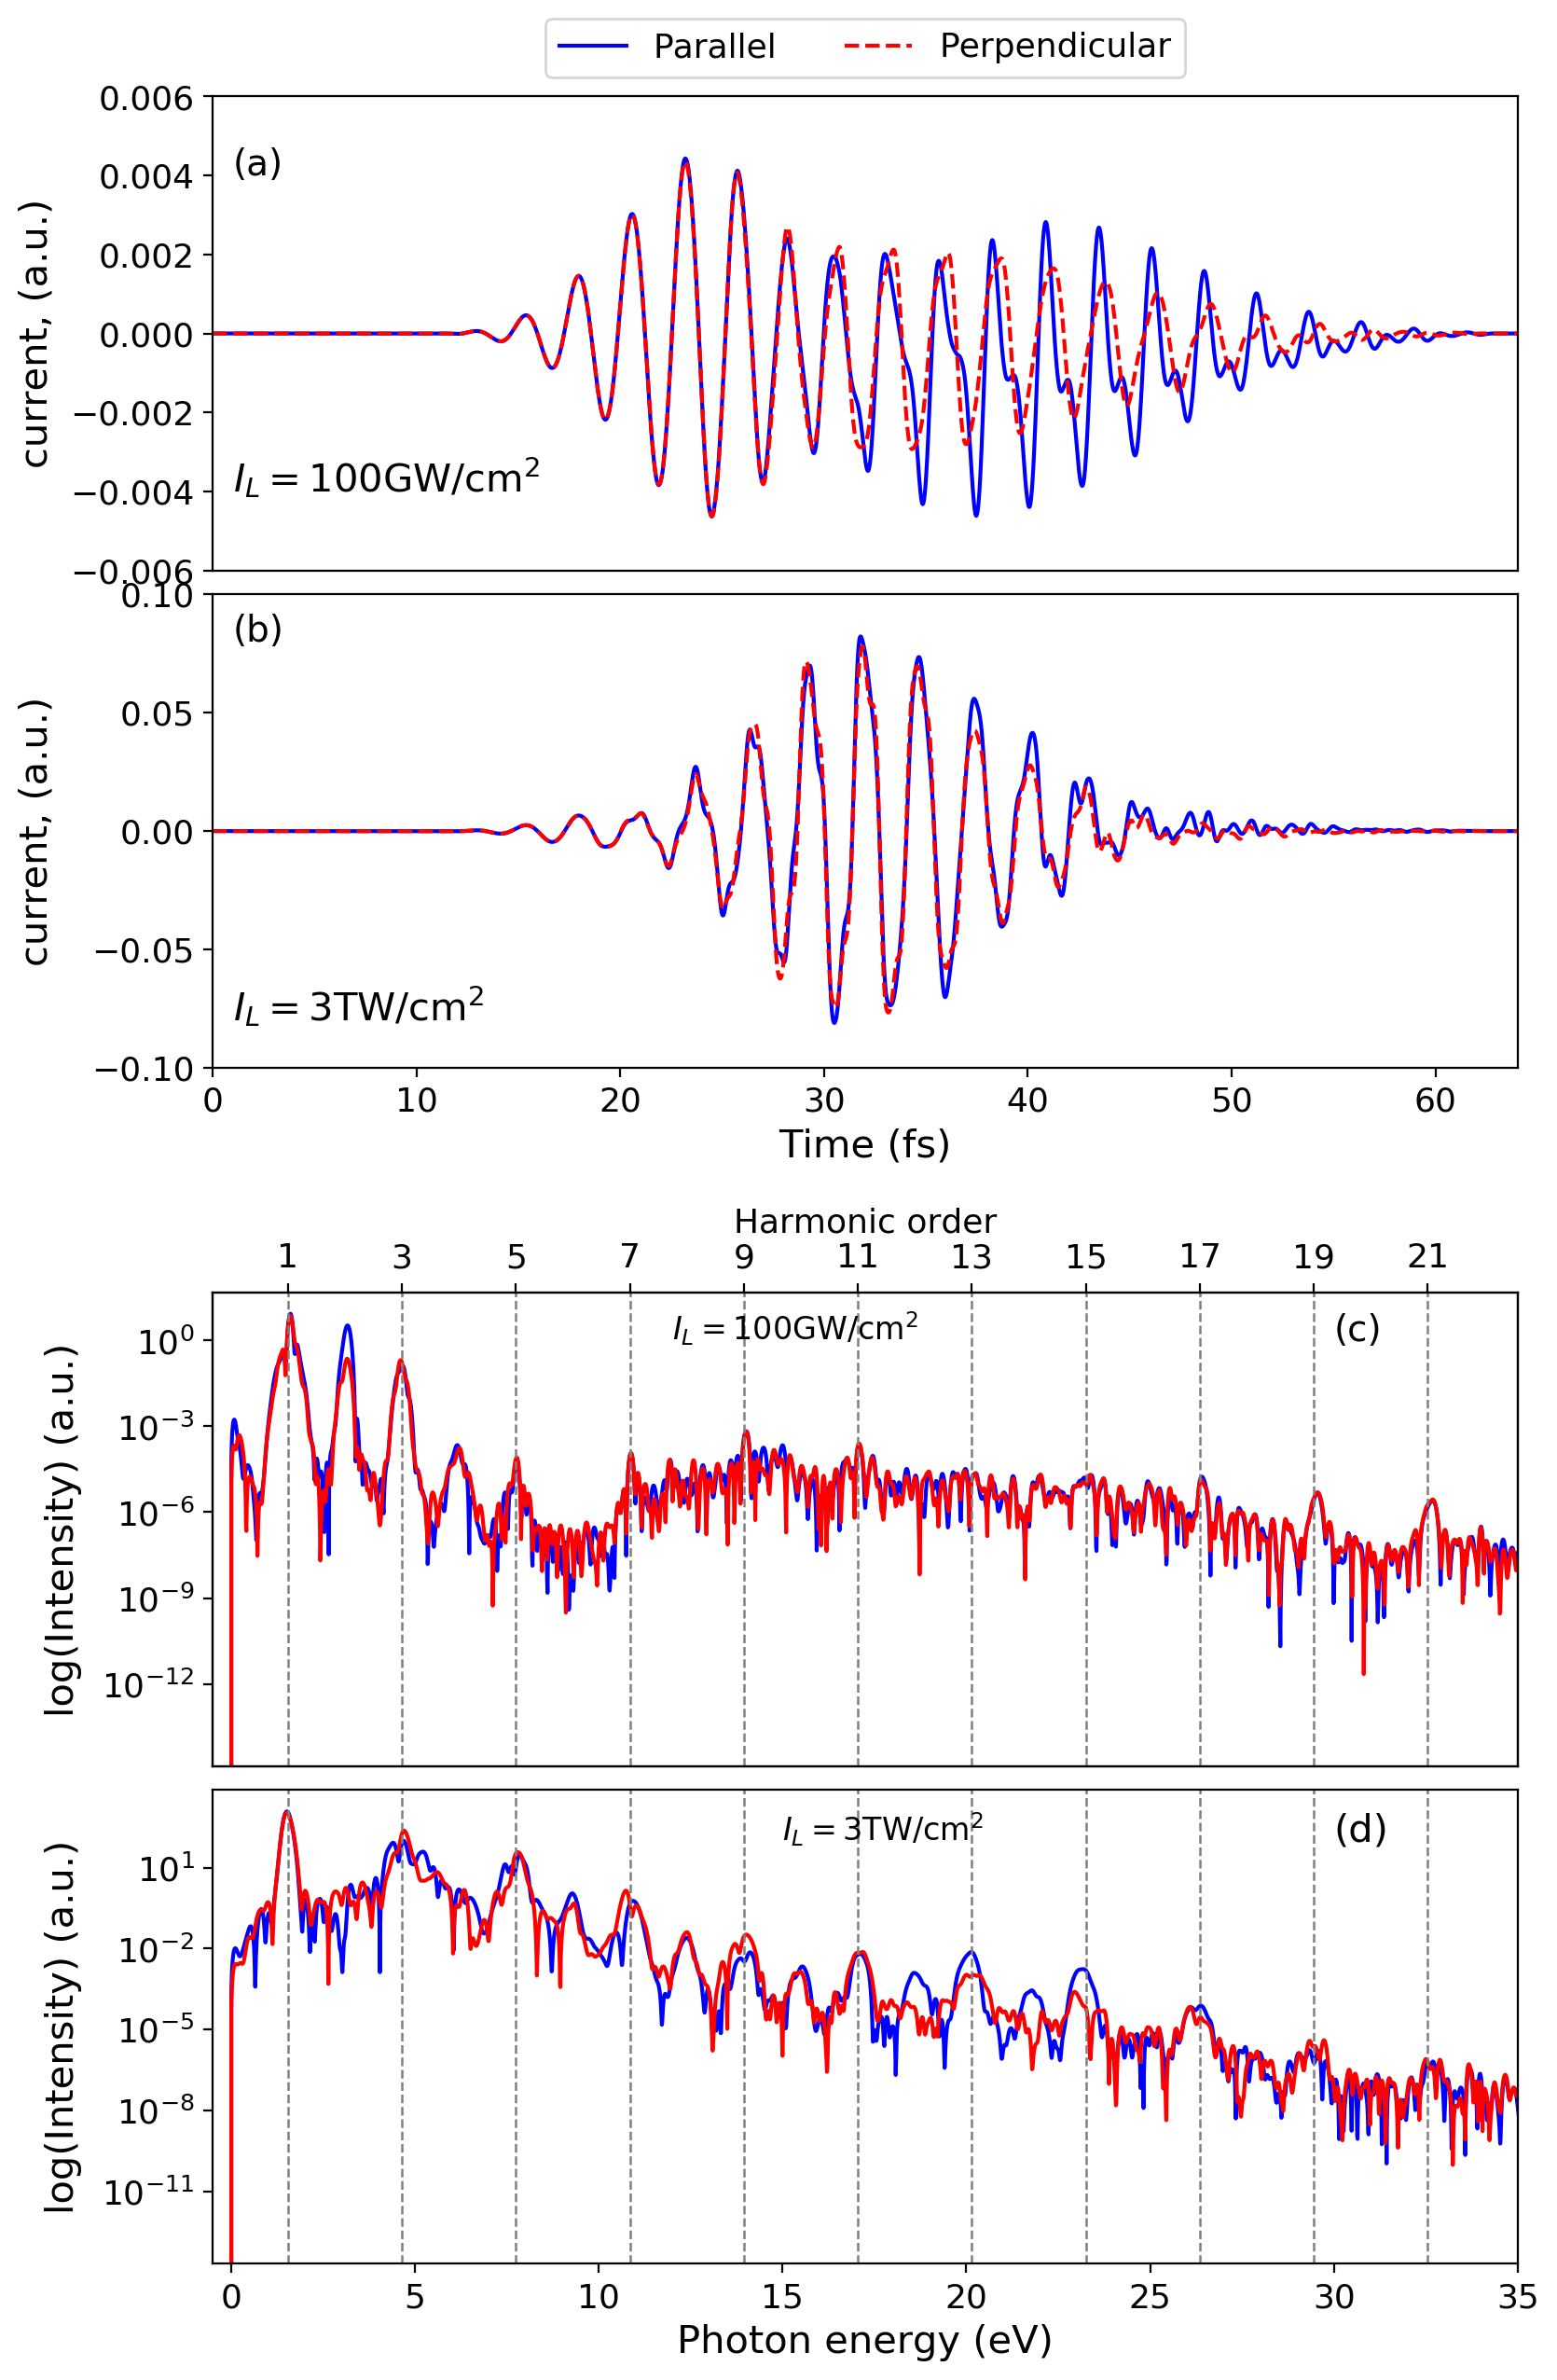 Parallel Perpendicular
0.006
(a)
0.004
0.002
0.000
−0.002
−0.004
−0.006
current, (a.u.)
I_L = 100GW/cm²
0.10
(b)
0.05
0.00
−0.05
−0.10
current, (a.u.)
I_L = 3TW/cm²
0 10 20 30 40 50 60
Time (fs)
Harmonic order
1 3 5 7 9 11 13 15 17 19 21
I_L = 100GW/cm²
(c)
10⁰
10⁻³
10⁻⁶
10⁻⁹
10⁻¹²
log(Intensity) (a.u.)
I_L = 3TW/cm²
(d)
10¹
10⁻²
10⁻⁵
10⁻⁸
10⁻¹¹
log(Intensity) (a.u.)
0 5 10 15 20 25 30 35
Photon energy (eV)